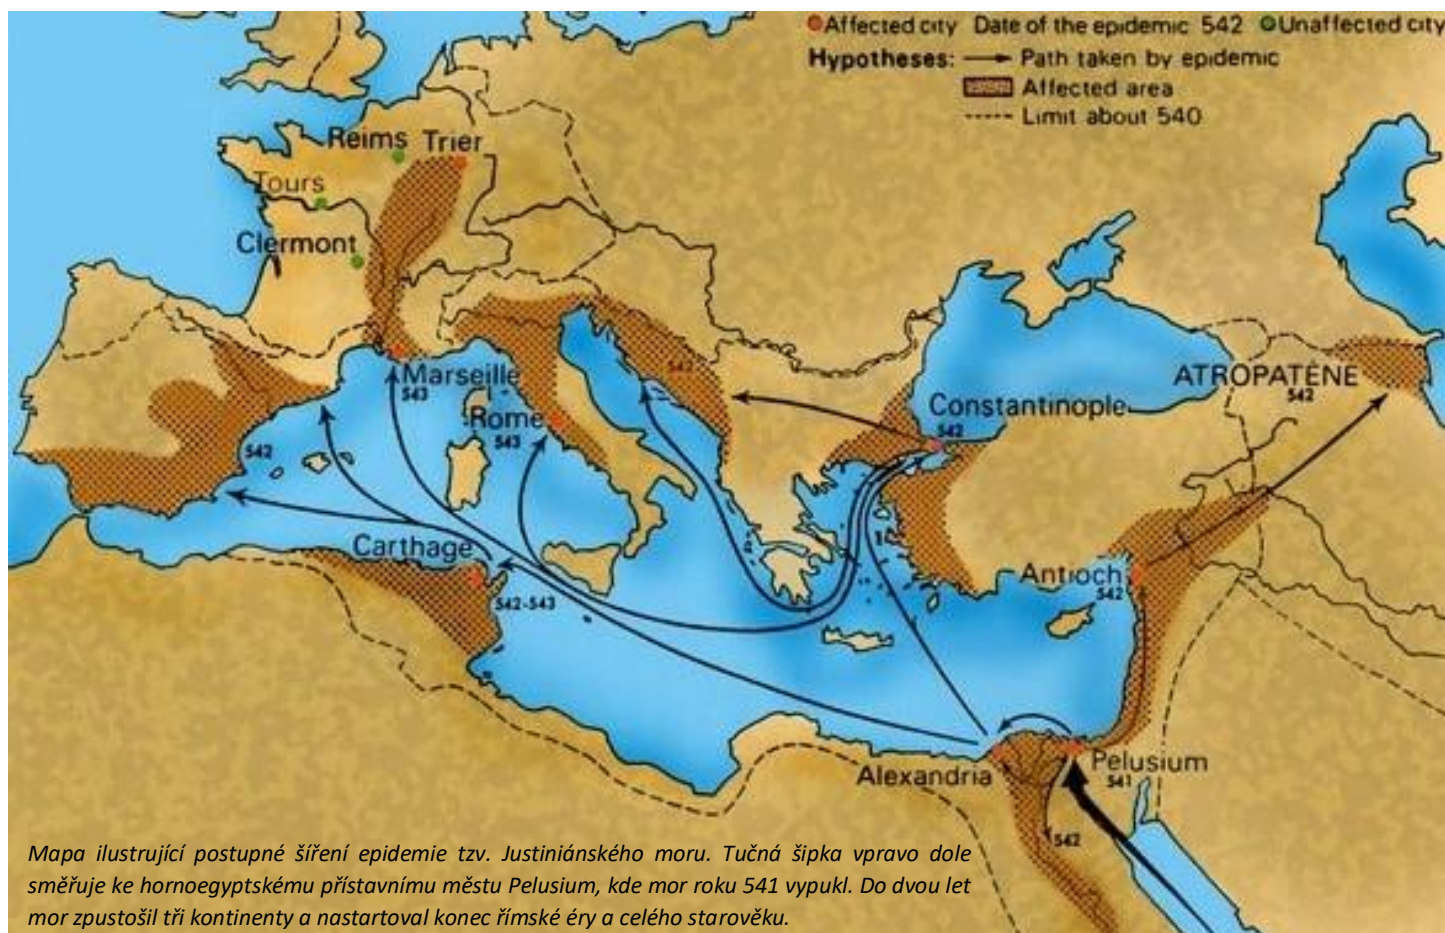 Affected city Date of the epidemic 542 Unaffected city
Hypotheses: Path taken by epidemic
Affected area
Limit about 540
Reims Trier
Tours
Clermont
Marseille
543
Rome
543
542
542
ATROPATÈNE
542
Constantinople
542
Carthage
542-543
Antioch
542
Alexandria
Pelusium
541
542
Mapa ilustrující postupné šíření epidemie tzv. Justiniánského moru. Tučná šipka vpravo dole
směřuje ke hornoegyptskému přístavnímu městu Pelusium, kde mor roku 541 vypukl. Do dvou let
mor zpustošil tři kontinenty a nastartoval konec římské éry a celého starověku.